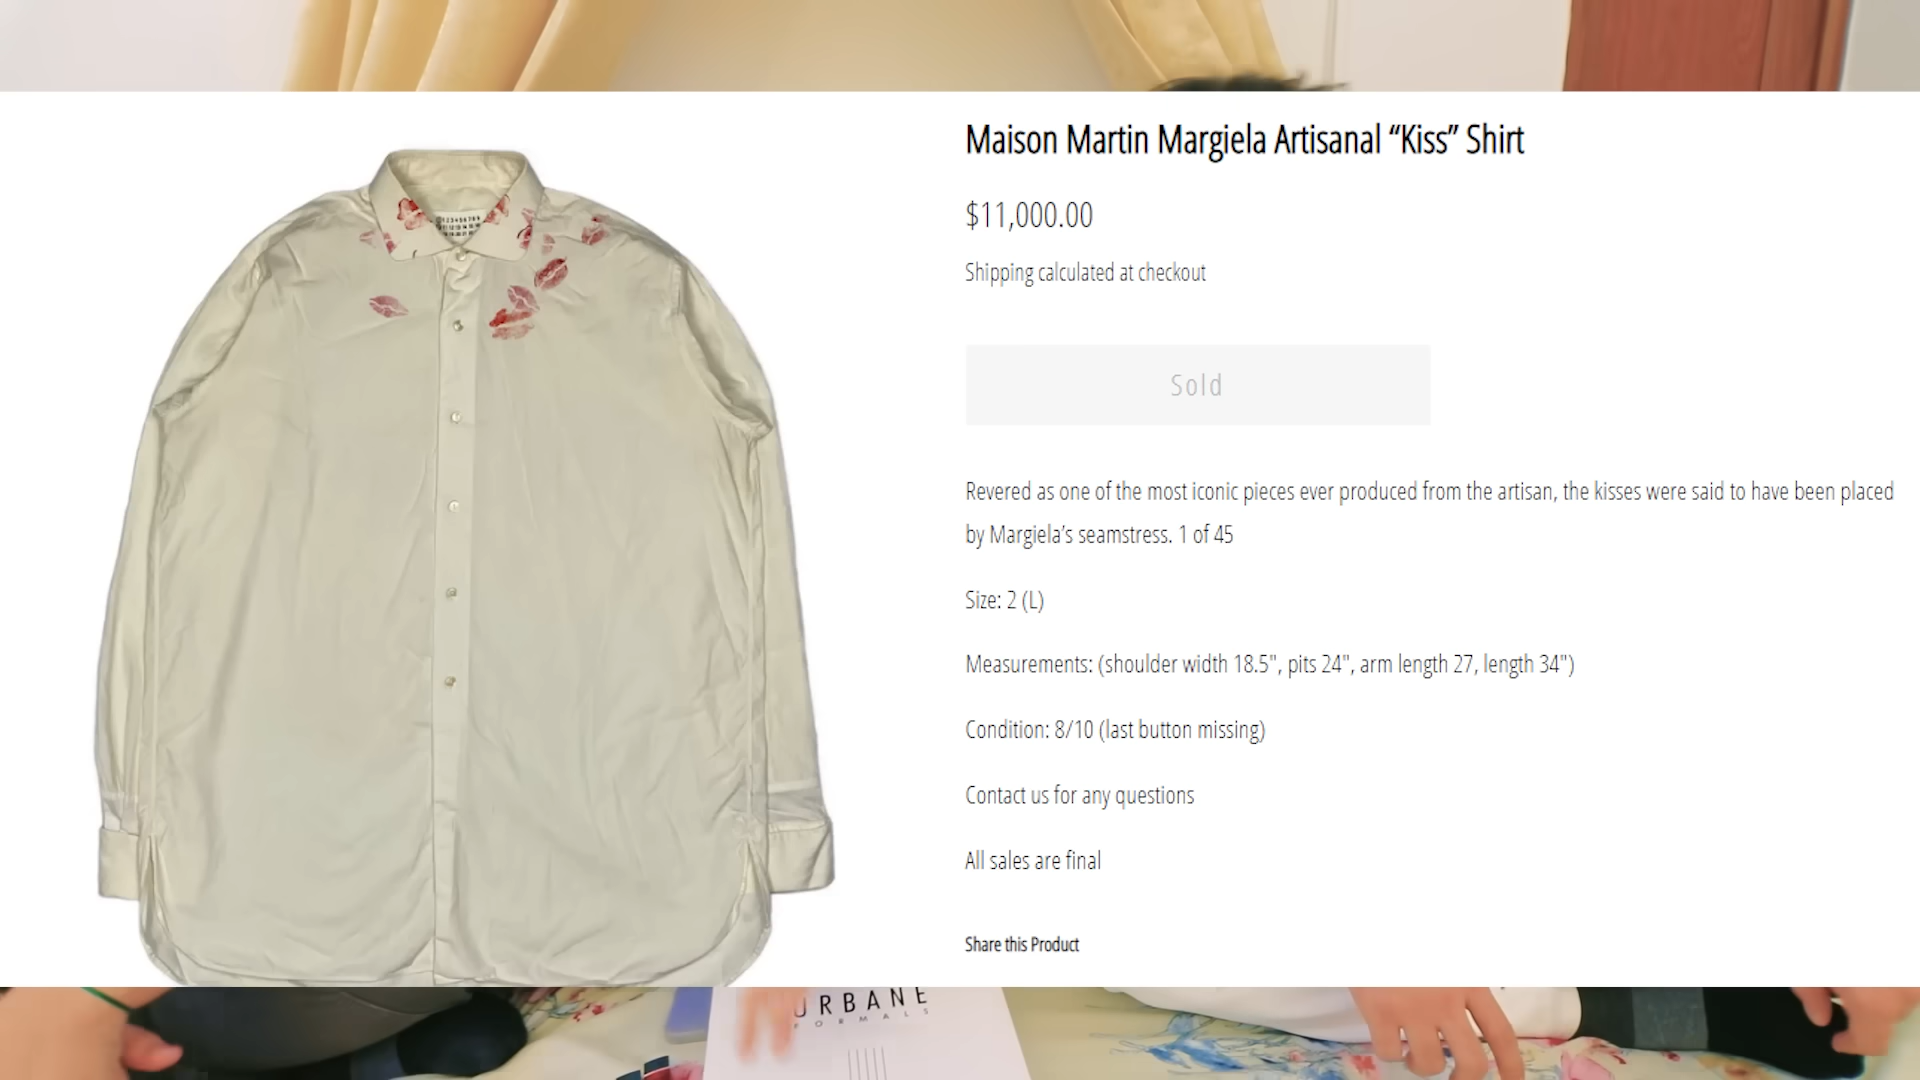 Maison Martin Margiela Artisanal “Kiss” Shirt
$11,000.00
Shipping calculated at checkout
Sold
Revered as one of the most iconic pieces ever produced from the artisan, the kisses were said to have been placed
by Margiela’s seamstress. 1 of 45
Size: 2 (L)
Measurements: (shoulder width 18.5", pits 24", arm length 27, length 34")
Condition: 8/10 (last button missing)
Contact us for any questions
All sales are final
Share this Product
URBANE
FORMALS